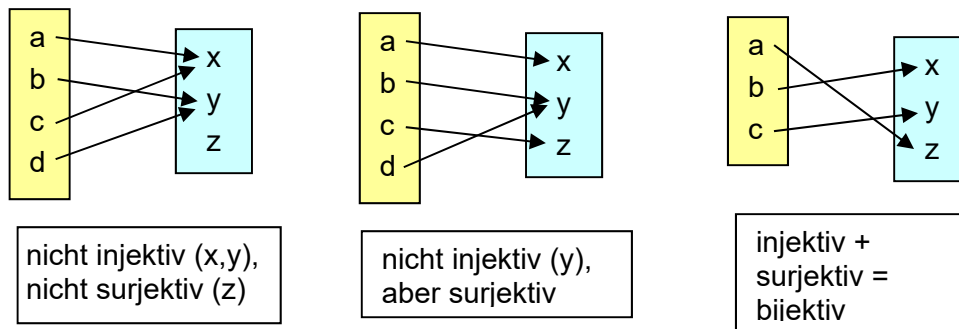 a
b
c
d
x
y
z
nicht injektiv (x,y),
nicht surjektiv (z)
a
b
c
d
x
y
z
nicht injektiv (y),
aber surjektiv
a
b
c
x
y
z
injektiv +
surjektiv =
bijektiv